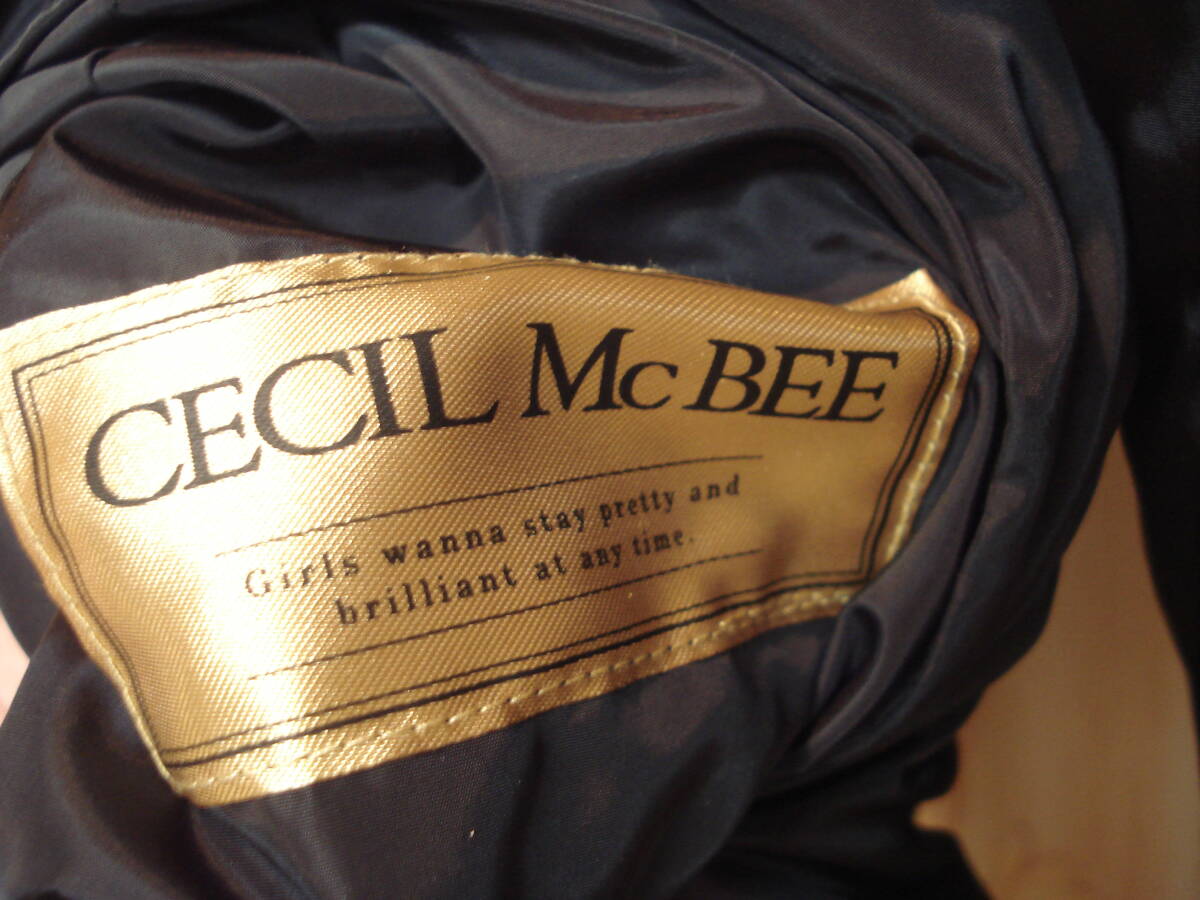 CECIL McBEE
Girls wanna stay pretty and
brilliant at any time.